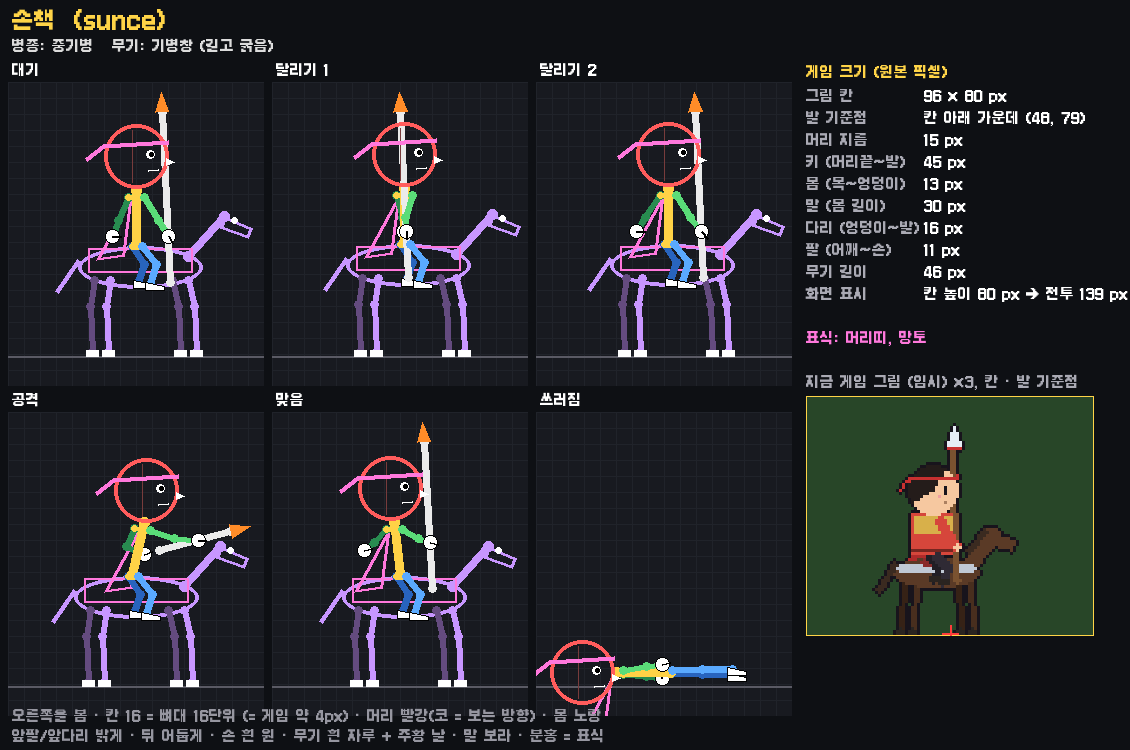 손책 (sunce)
병종: 중기병 무기: 기병창 (길고 굵음)
대기
달리기 1
달리기 2
공격
맞음
쓰러짐
게임 크기 (원본 픽셀)
그림 칸 96 × 80 px
발 기준점 칸 아래 가운데 (48, 79)
머리 지름 15 px
키 (머리끝~발) 45 px
몸 (목~엉덩이) 13 px
말 (몸 길이) 30 px
다리 (엉덩이~발) 16 px
팔 (어깨~손) 11 px
무기 길이 46 px
화면 표시 칸 높이 80 px → 전투 139 px
표식: 머리띠, 망토
지금 게임 그림 (임시) ×3, 칸 · 발 기준점
오른쪽을 봄 · 칸 16 = 뼈대 16단위 (= 게임 약 4px) · 머리 빨강(코 = 보는 방향) · 몸 노랑
앞팔/앞다리 밝게 · 뒤 어둡게 · 손 흰 원 · 무기 흰 자루 + 주황 날 · 말 보라 · 분홍 = 표식